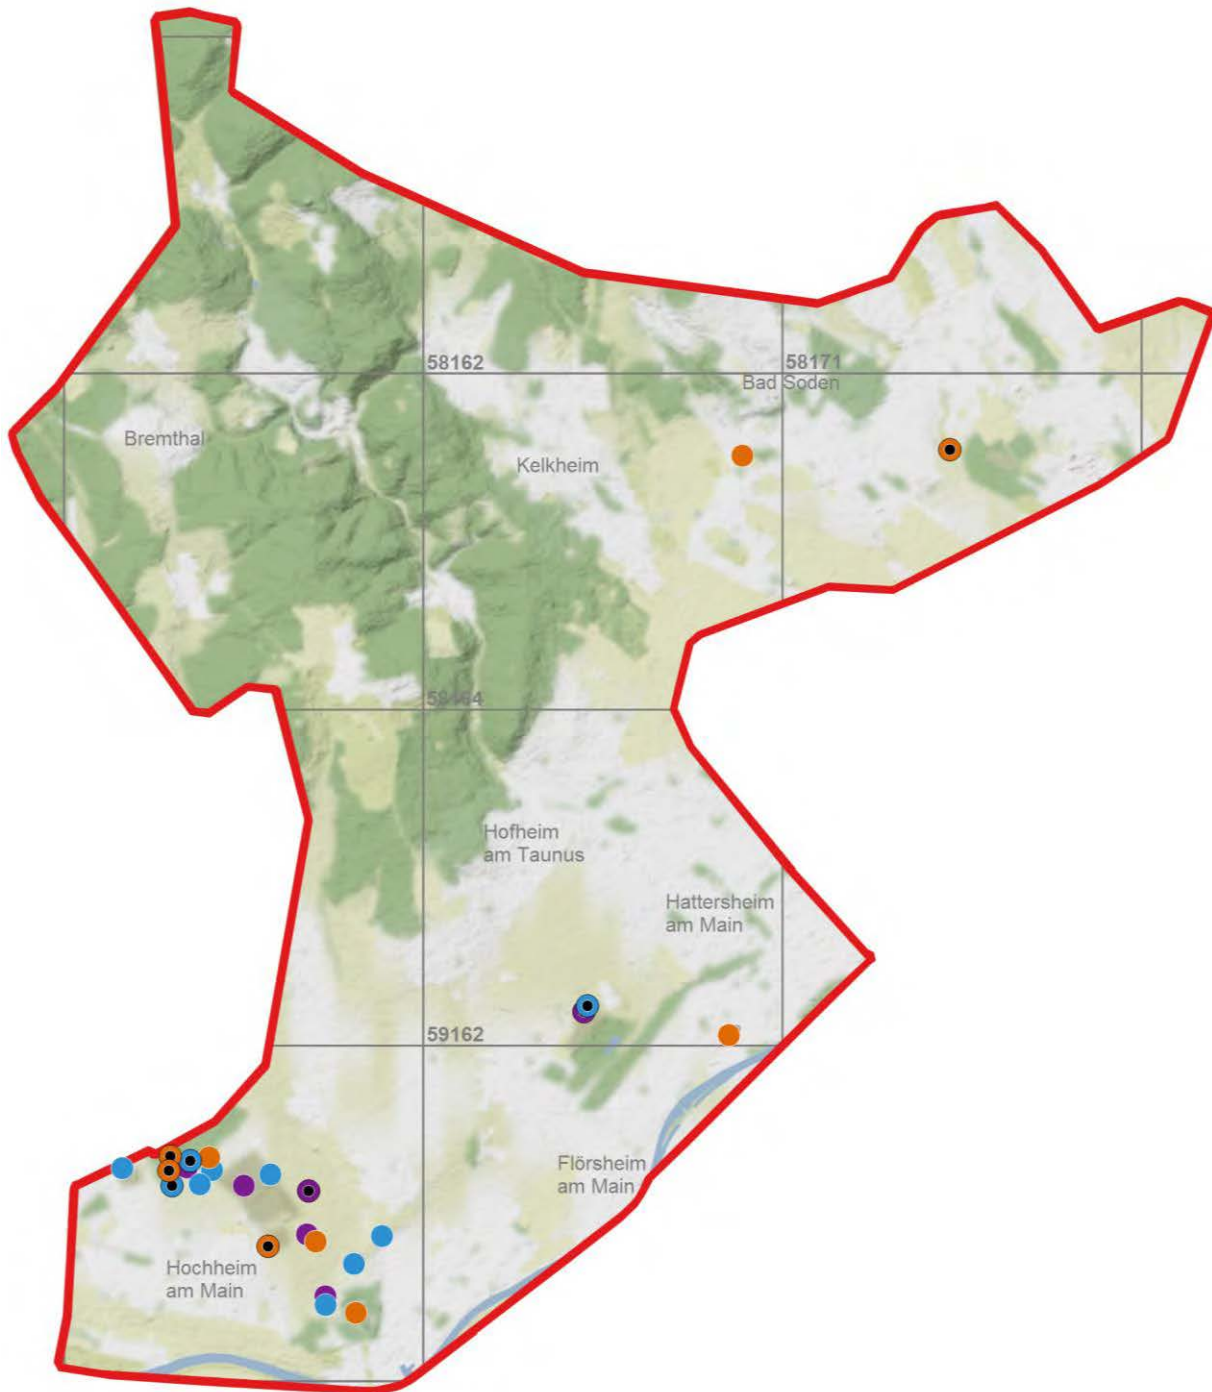 58162
58171
Bad Soden
Bremthal
Kelkheim
58164
Hofheim
am Taunus
Hattersheim
am Main
59162
Flörsheim
am Main
Hochheim
am Main